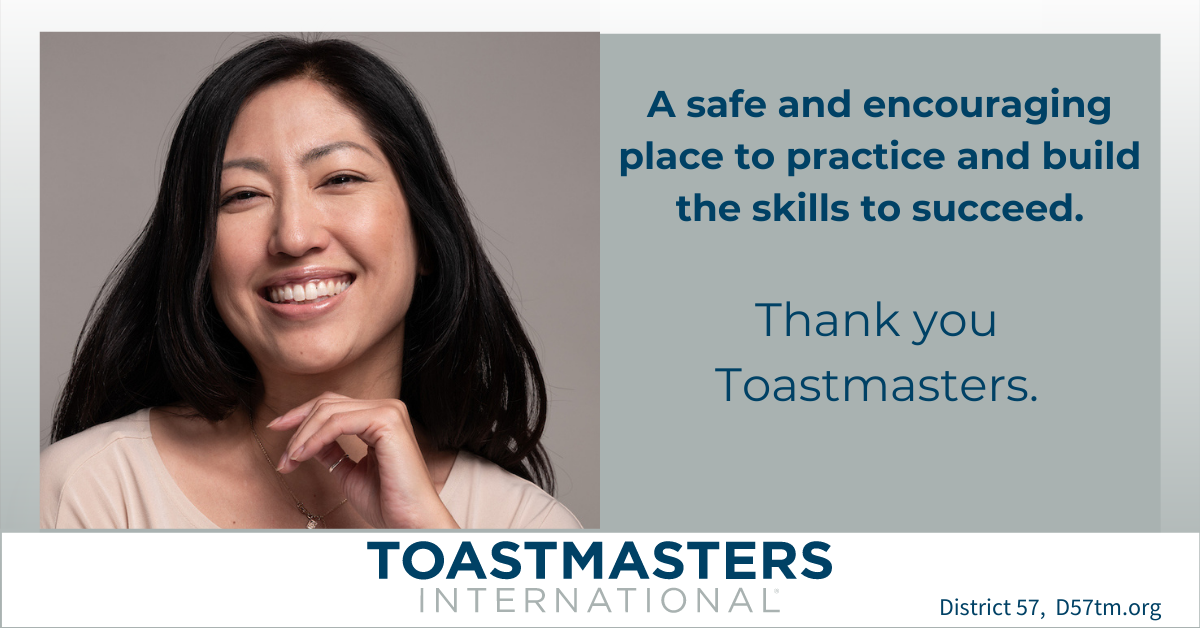 A safe and encouraging
place to practice and build
the skills to succeed.
Thank you
Toastmasters.
TOASTMASTERS
INTERNATIONAL®
District 57, D57tm.org